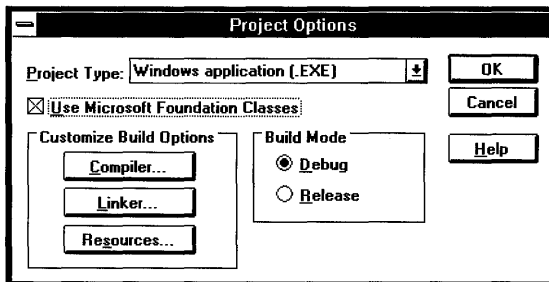 Project Options
Project Type: Windows application (.EXE)
OK
Use Microsoft Foundation Classes
Cancel
Customize Build Options
Build Mode
Help
Compiler...
Debug
Linker...
Release
Resources...